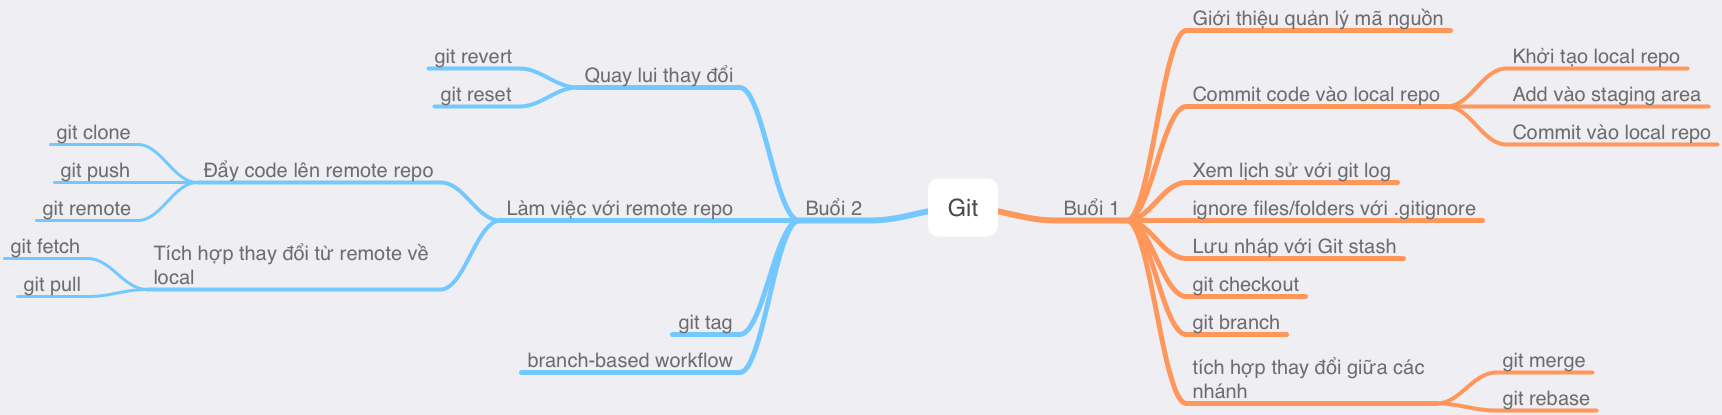 Git
Buổi 1
Giới thiệu quản lý mã nguồn
Commit code vào local repo
Khởi tạo local repo
Add vào staging area
Commit vào local repo
Xem lịch sử với git log
ignore files/folders với .gitignore
Lưu nháp với Git stash
git checkout
git branch
tích hợp thay đổi giữa các
nhánh
git merge
git rebase
Buổi 2
Quay lui thay đổi
git revert
git reset
Làm việc với remote repo
Đẩy code lên remote repo
git clone
git push
git remote
Tích hợp thay đổi từ remote về
local
git fetch
git pull
git tag
branch-based workflow